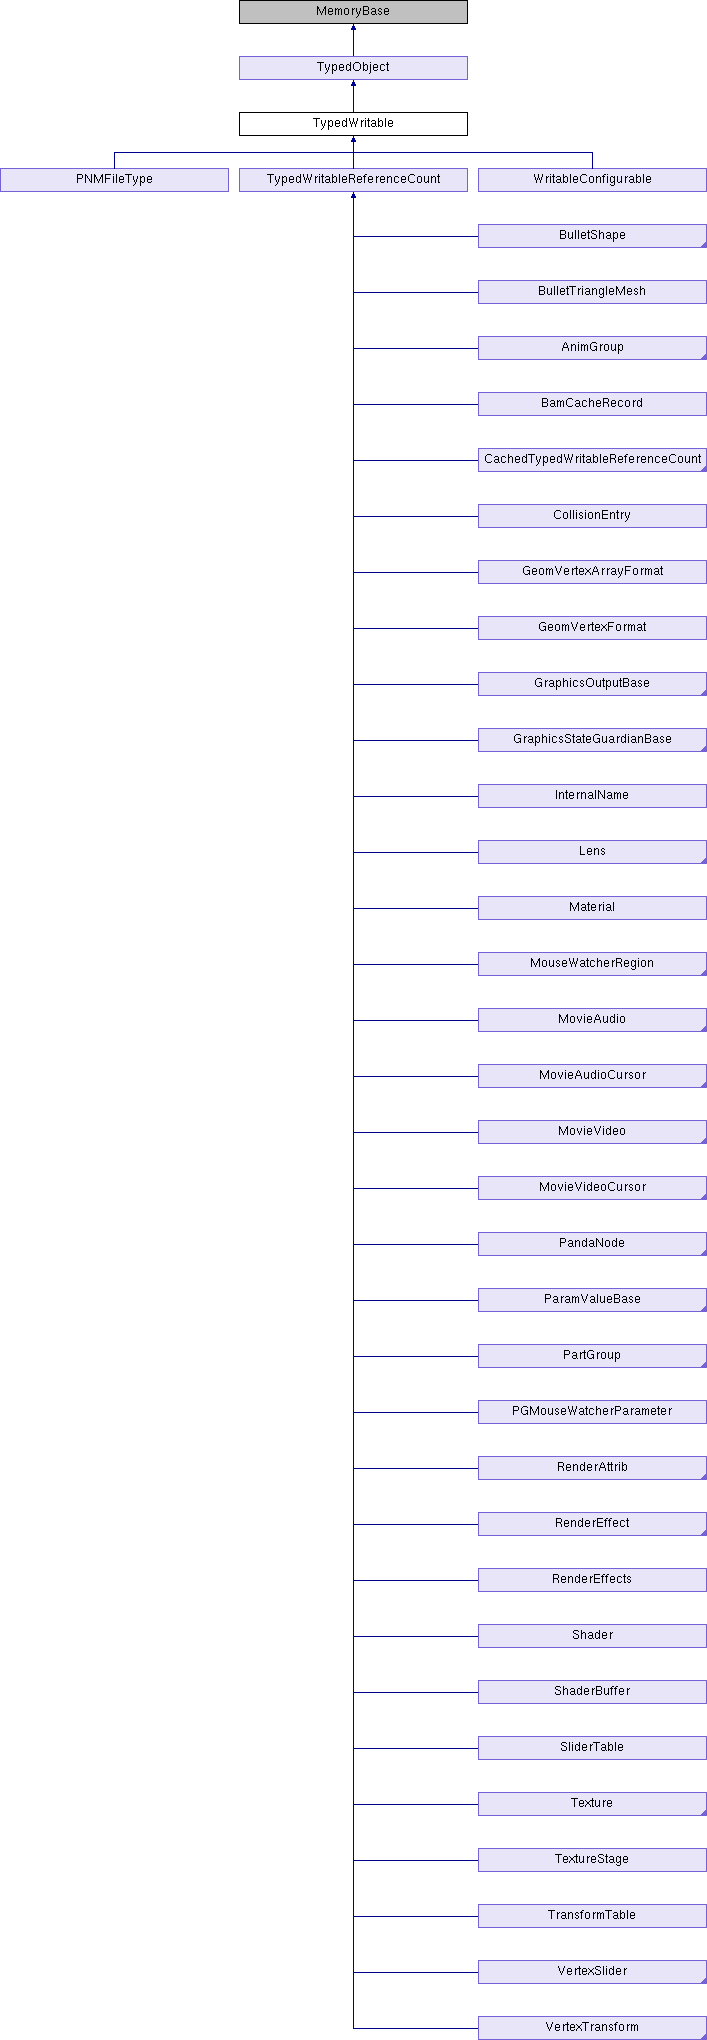 MemoryBase
TypedObject
TypedWritable
PNMFileType
TypedWritableReferenceCount
WritableConfigurable
BulletShape
BulletTriangleMesh
AnimGroup
BamCacheRecord
CachedTypedWritableReferenceCount
CollisionEntry
GeomVertexArrayFormat
GeomVertexFormat
GraphicsOutputBase
GraphicsStateGuardianBase
InternalName
Lens
Material
MouseWatcherRegion
MovieAudio
MovieAudioCursor
MovieVideo
MovieVideoCursor
PandaNode
ParamValueBase
PartGroup
PGMouseWatcherParameter
RenderAttrib
RenderEffect
RenderEffects
Shader
ShaderBuffer
SliderTable
Texture
TextureStage
TransformTable
VertexSlider
VertexTransform